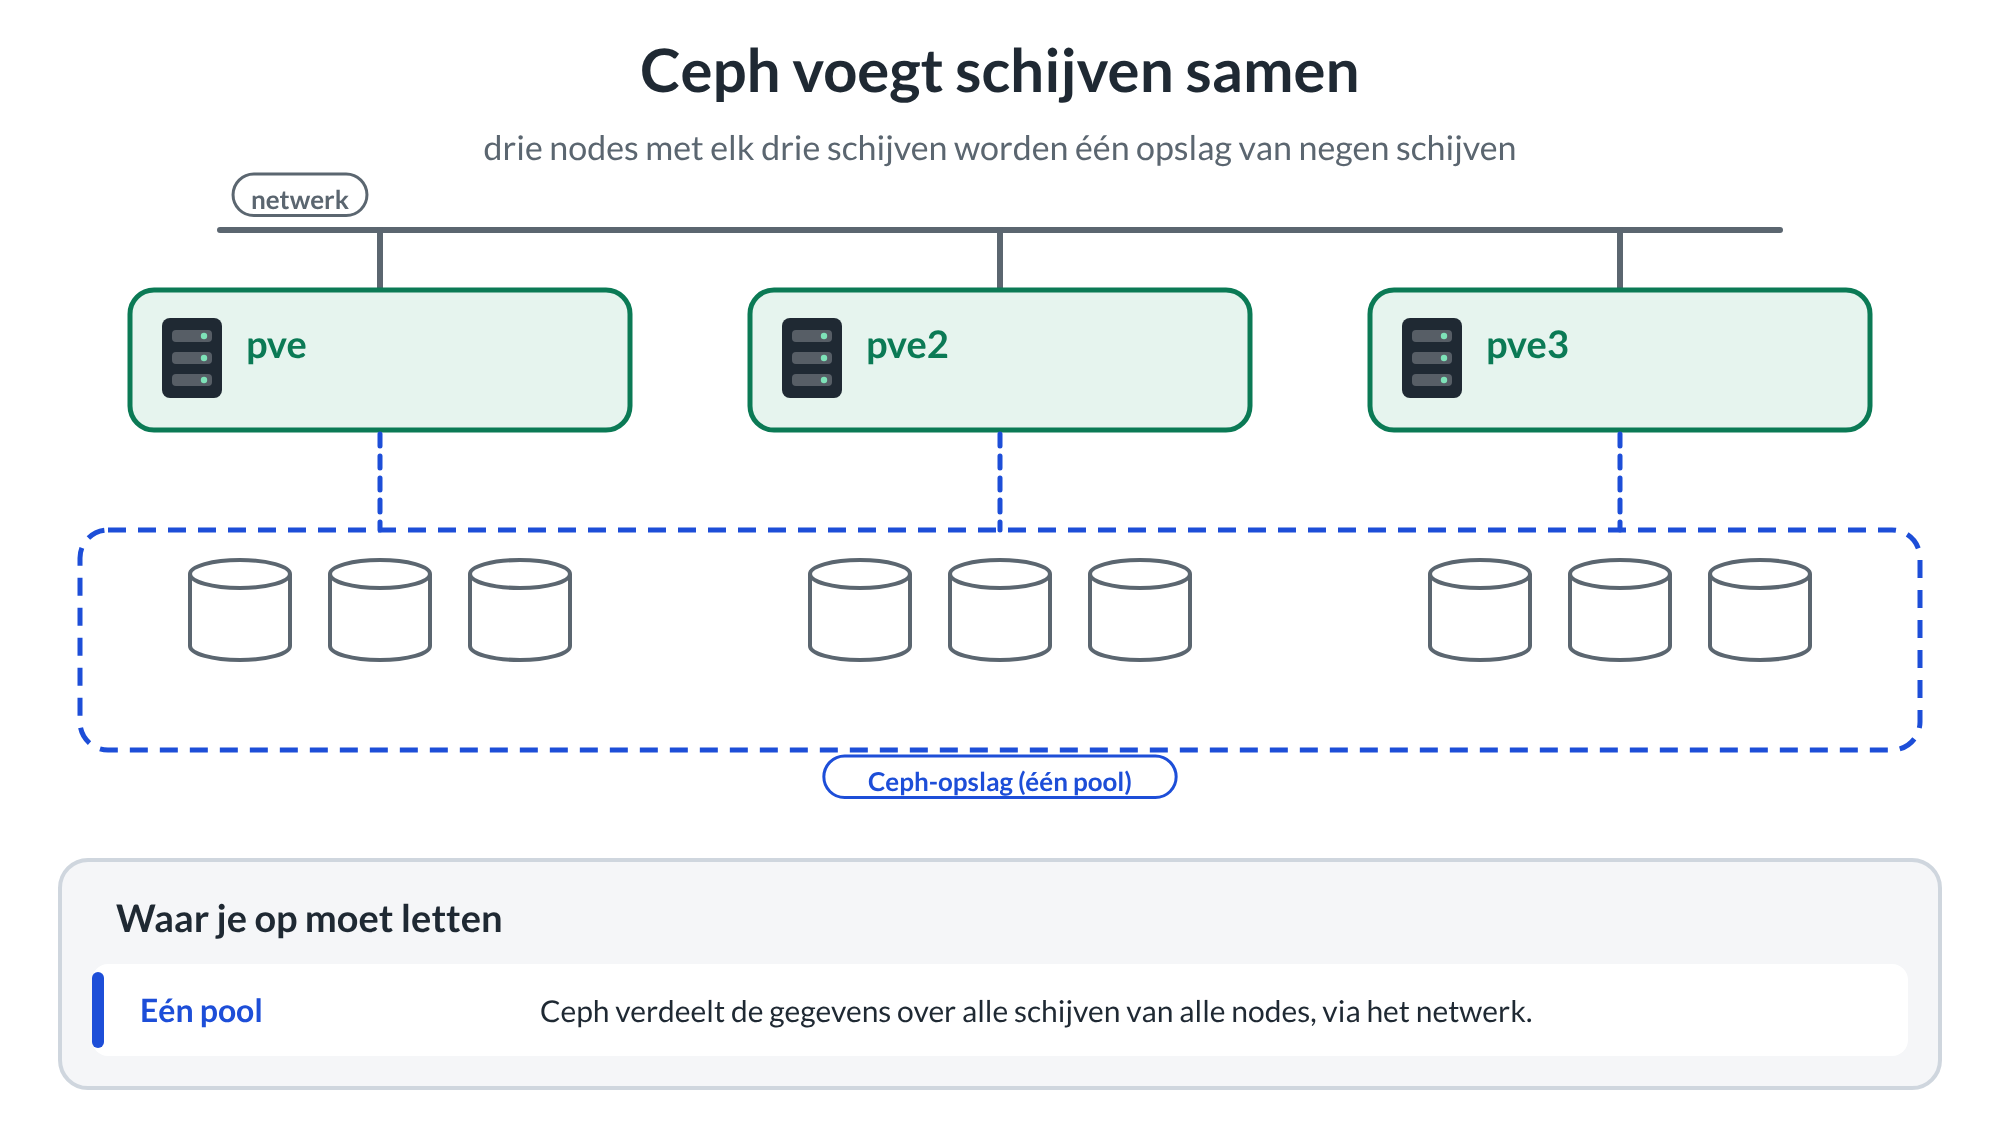 Ceph voegt schijven samen
drie nodes met elk drie schijven worden één opslag van negen schijven
netwerk
pve
pve2
pve3
Ceph-opslag (één pool)
Waar je op moet letten
Eén pool
Ceph verdeelt de gegevens over alle schijven van alle nodes, via het netwerk.